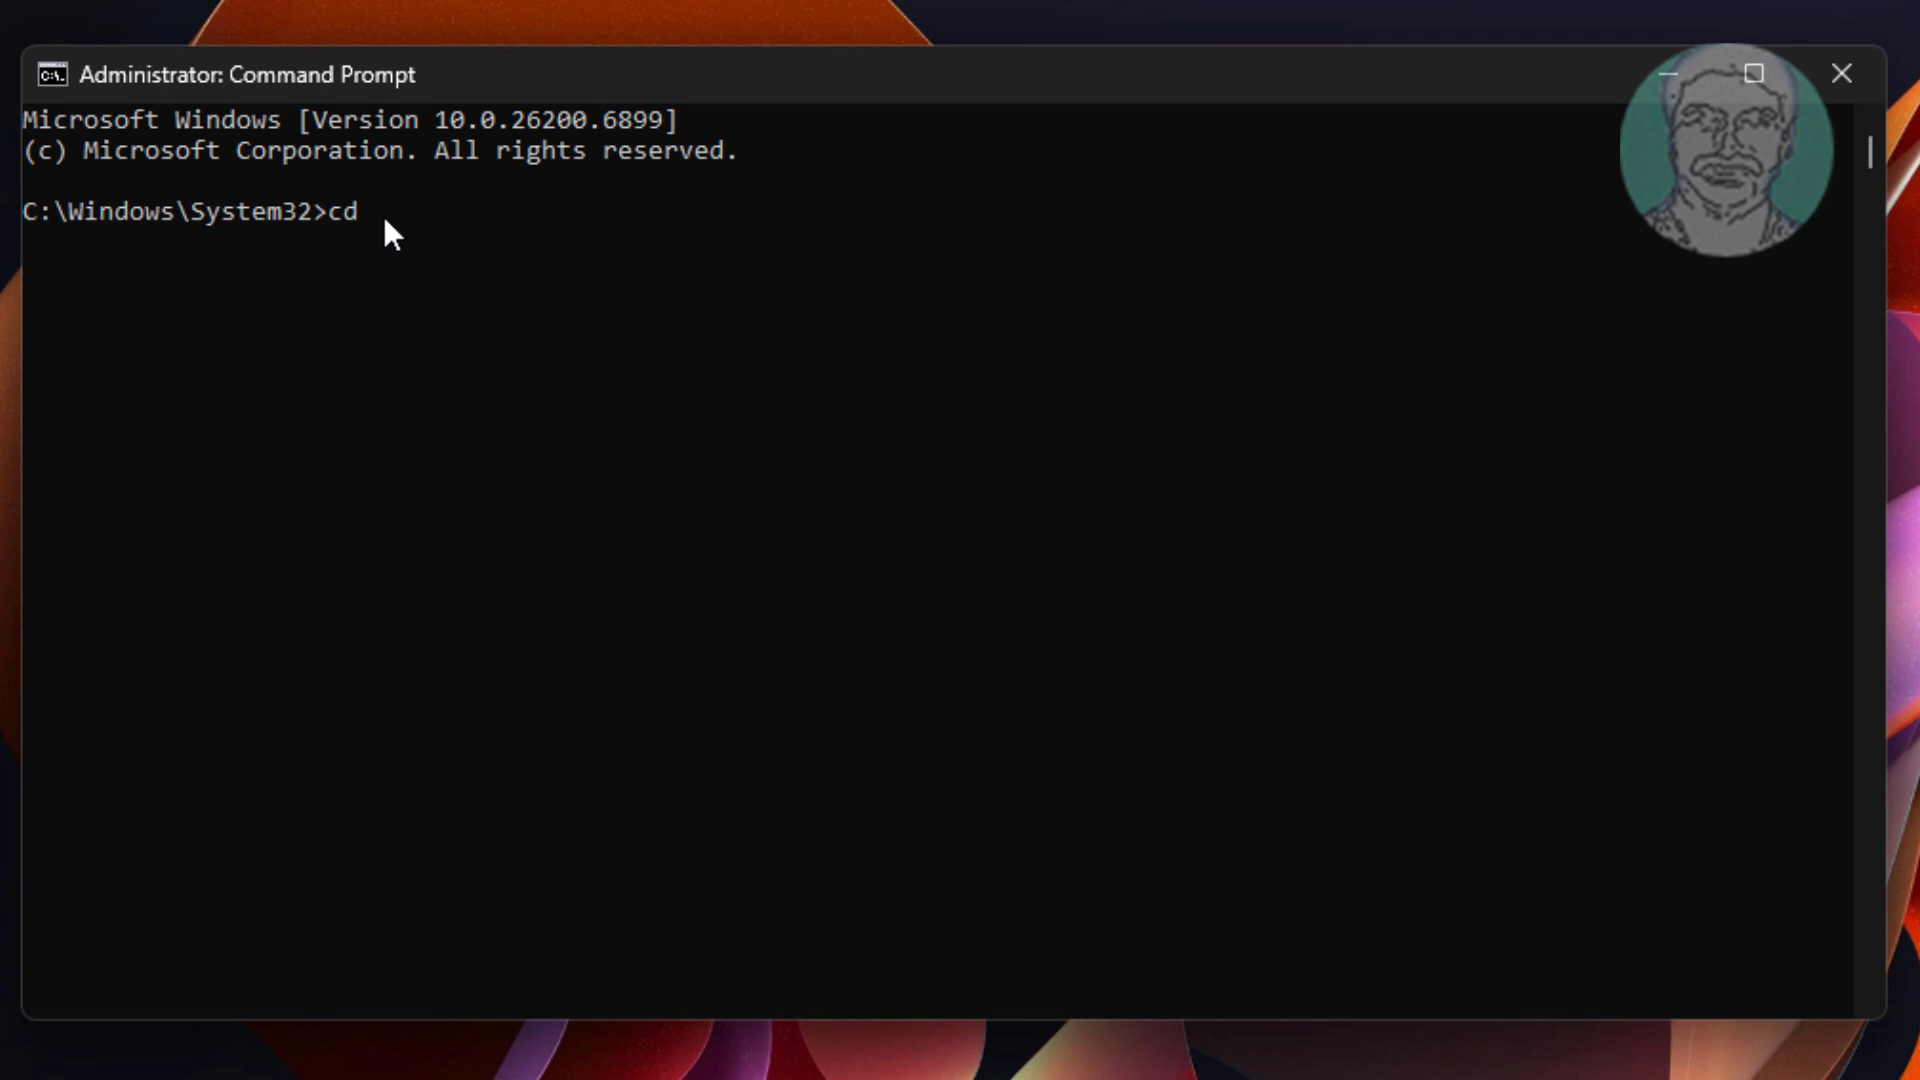 Administrator: Command Prompt
Microsoft Windows [Version 10.0.26200.6899]
(c) Microsoft Corporation. All rights reserved.
C:\Windows\System32>cd